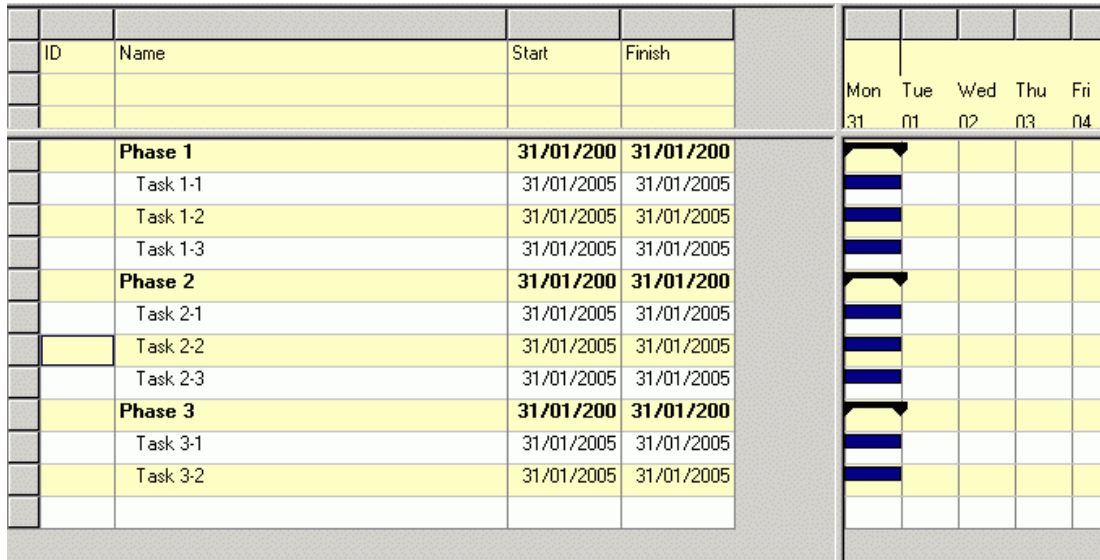 ID Name Start Finish
Mon Tue Wed Thu Fri
31 01 02 03 04
Phase 1 31/01/200 31/01/200
Task 1-1 31/01/2005 31/01/2005
Task 1-2 31/01/2005 31/01/2005
Task 1-3 31/01/2005 31/01/2005
Phase 2 31/01/200 31/01/200
Task 2-1 31/01/2005 31/01/2005
Task 2-2 31/01/2005 31/01/2005
Task 2-3 31/01/2005 31/01/2005
Phase 3 31/01/200 31/01/200
Task 3-1 31/01/2005 31/01/2005
Task 3-2 31/01/2005 31/01/2005